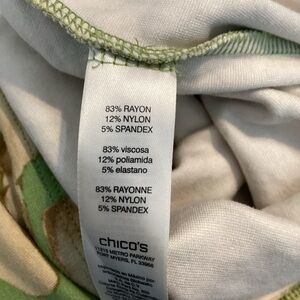 83% RAYON
12% NYLON
5% SPANDEX
83% viscosa
12% poliamida
5% elastano
83% RAYONNE
12% NYLON
5% SPANDEX
chico's
11215 METRO PARKWAY
FORT MYERS, FL 33966